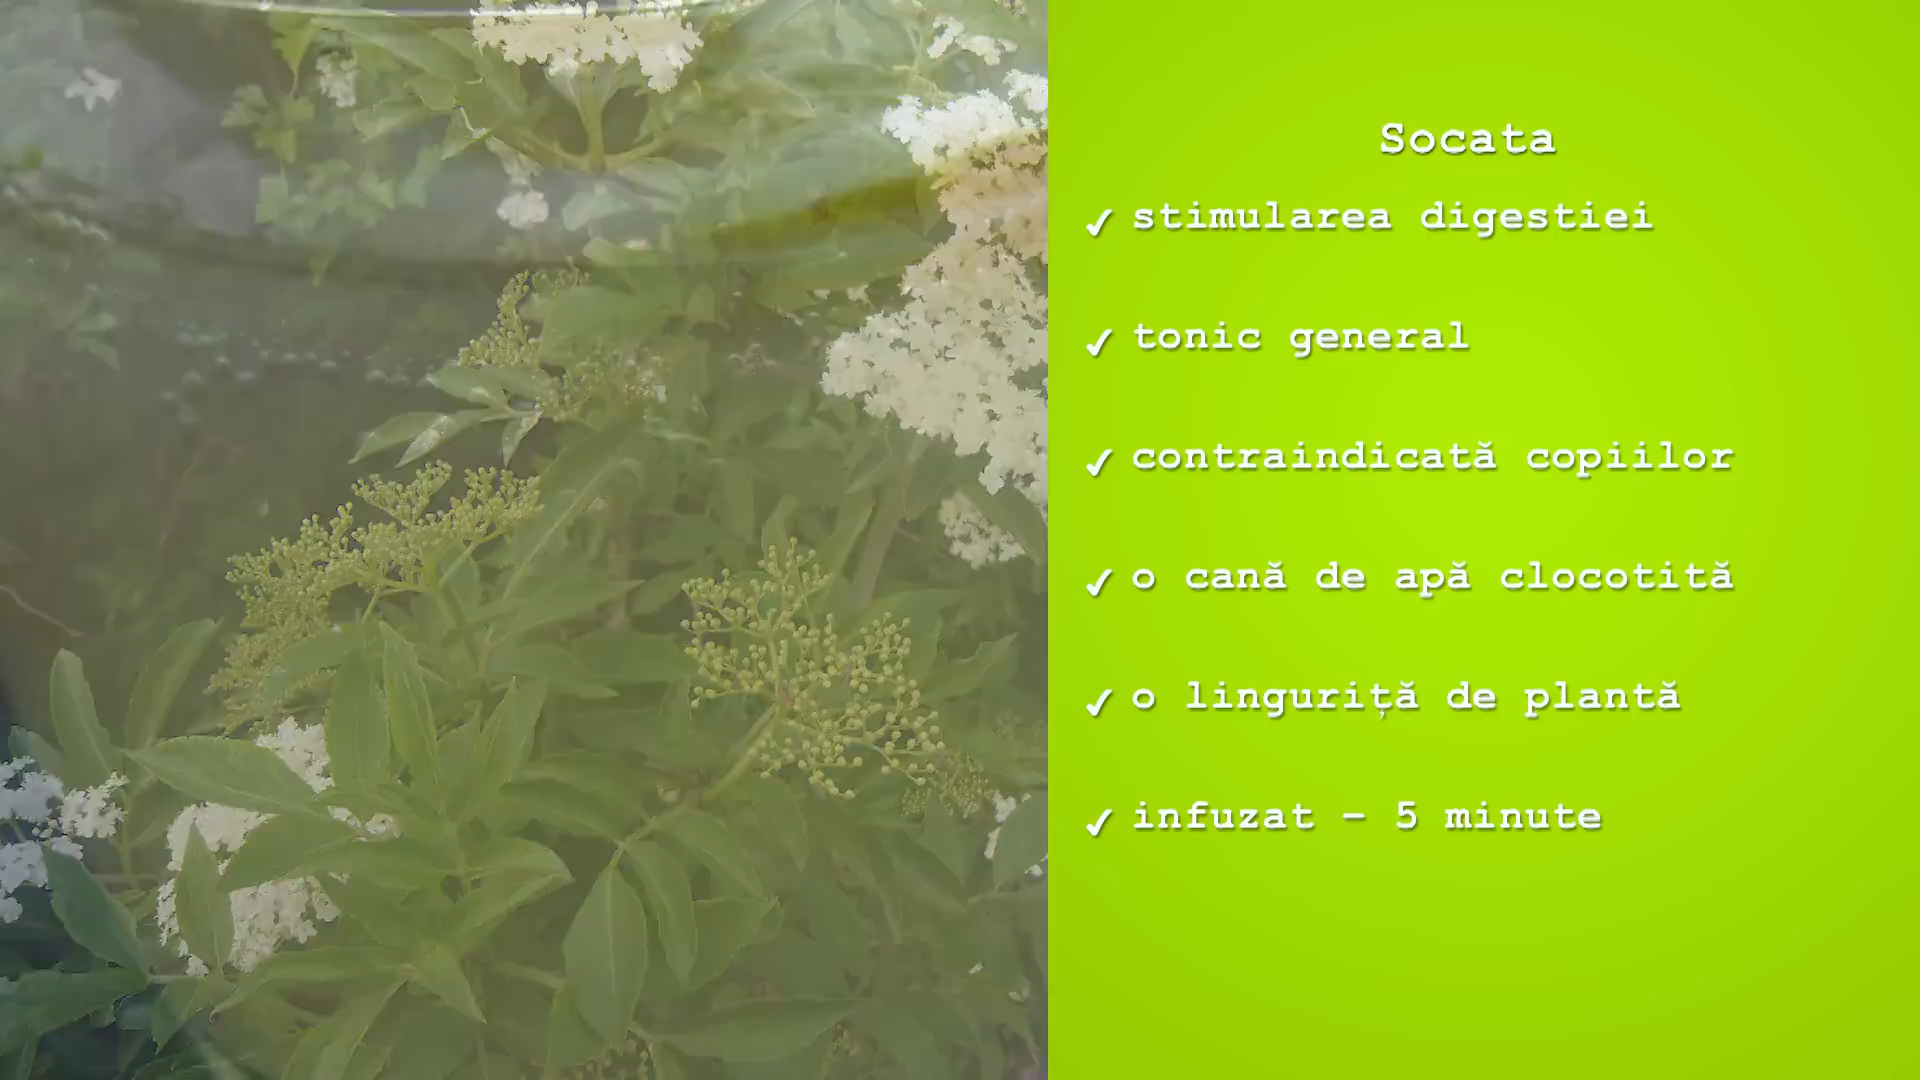 Socata
✓ stimularea digestiei
✓ tonic general
✓ contraindicată copiilor
✓ o cană de apă clocotită
✓ o linguriță de plantă
✓ infuzat – 5 minute